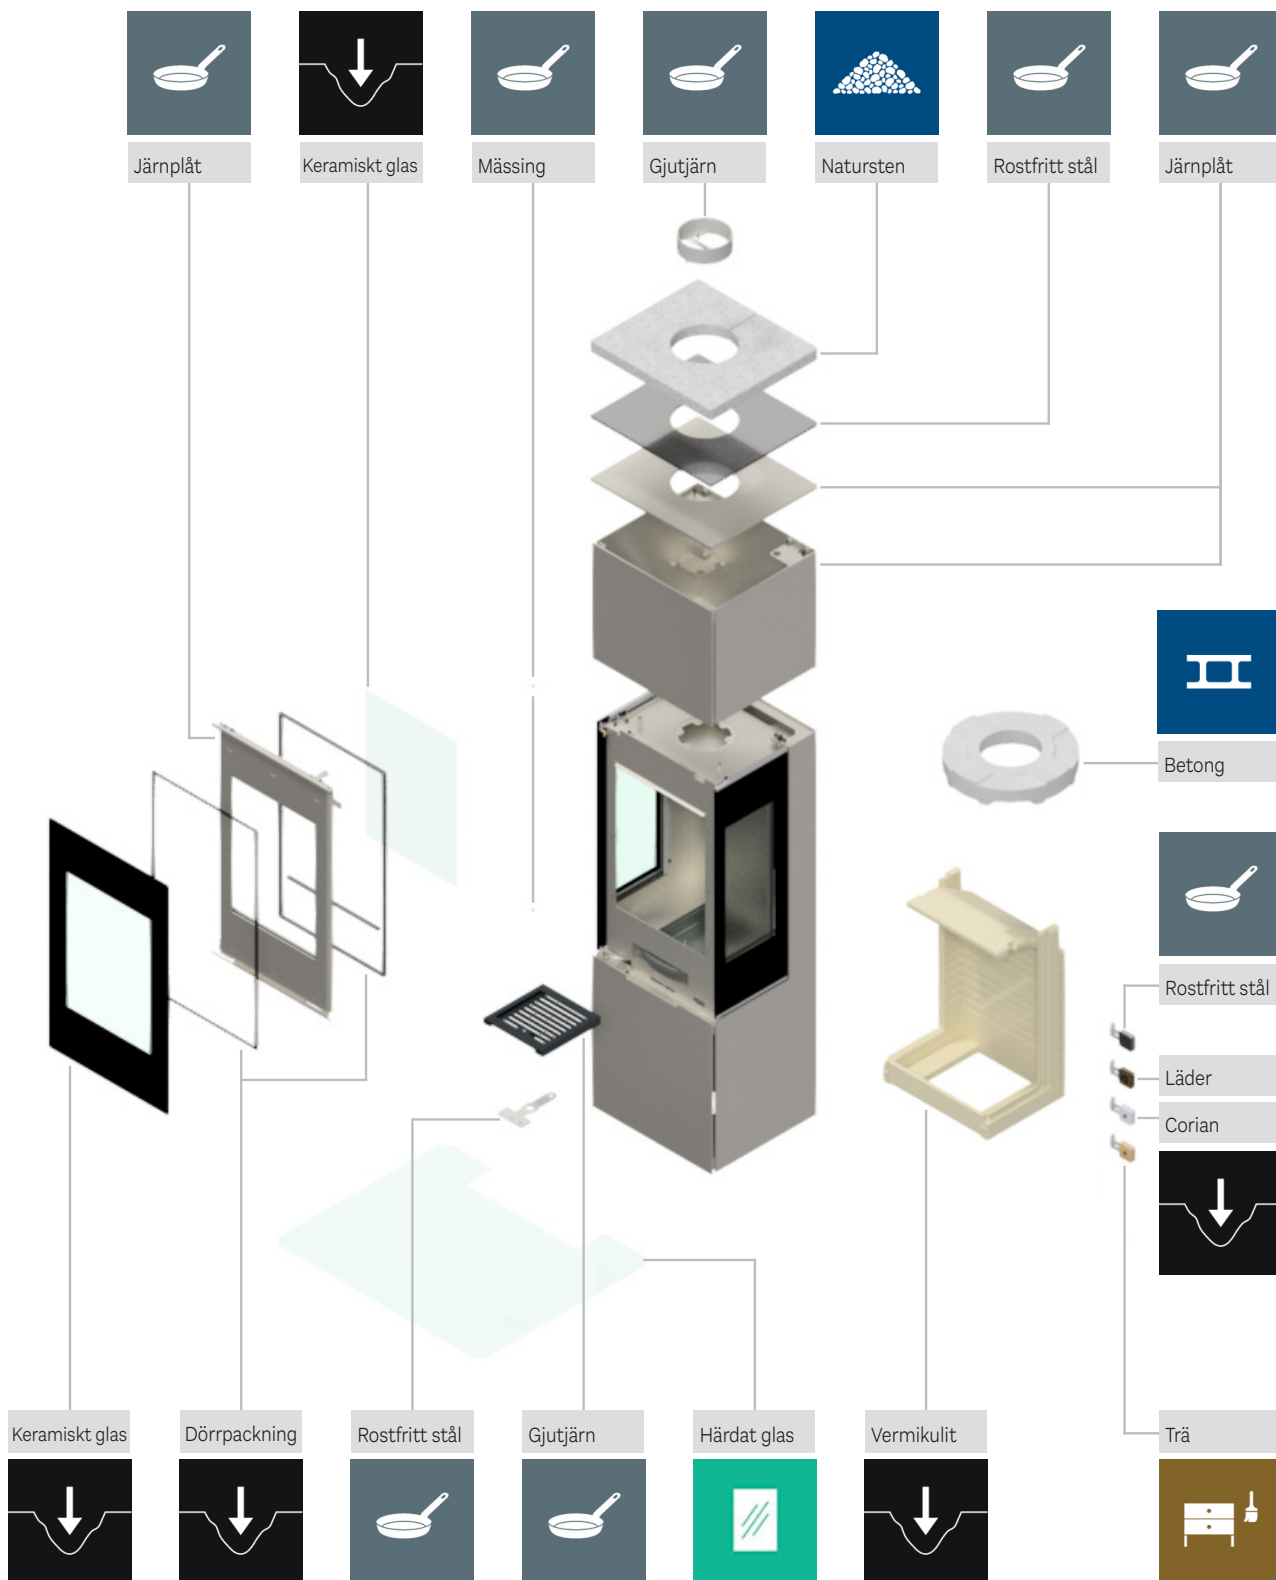 Järnplåt
Keramiskt glas
Mässing
Gjutjärn
Natursten
Rostfritt stål
Järnplåt
Betong
Rostfritt stål
Läder
Corian
Keramiskt glas
Dörrpackning
Rostfritt stål
Gjutjärn
Härdat glas
Vermikulit
Trä